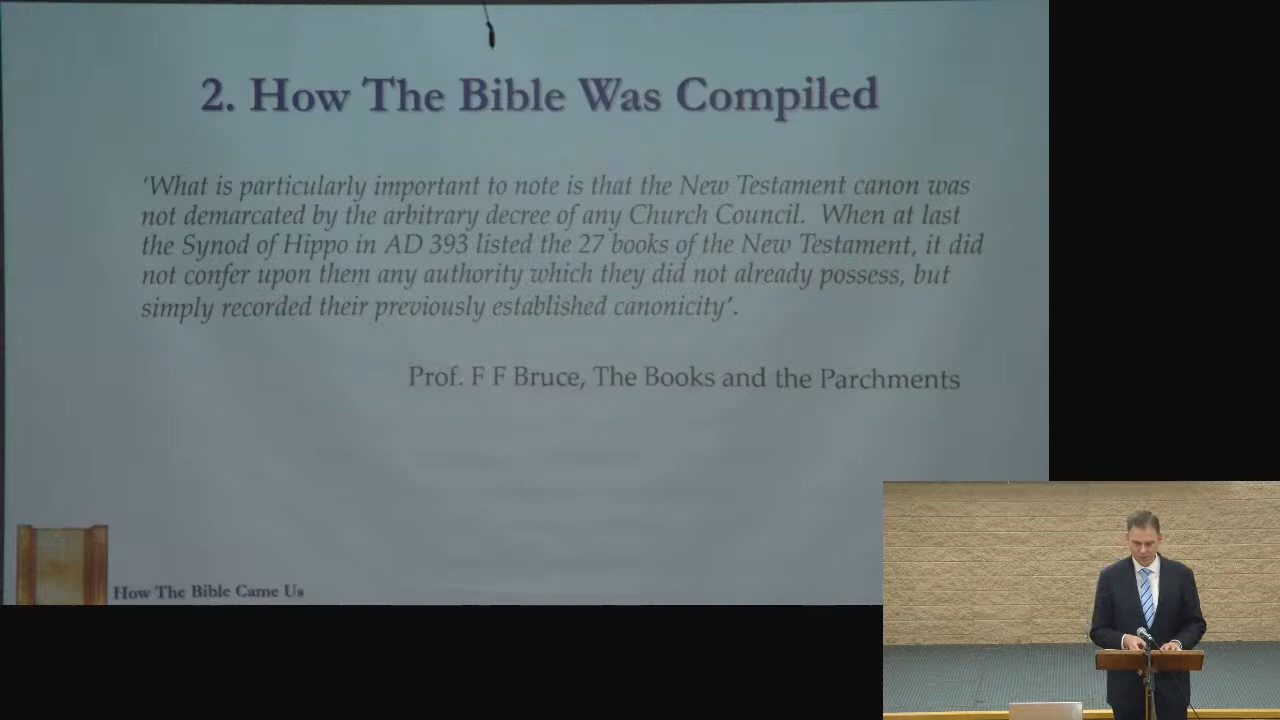 2. How The Bible Was Compiled
‘What is particularly important to note is that the New Testament canon was
not demarcated by the arbitrary decree of any Church Council. When at last
the Synod of Hippo in AD 393 listed the 27 books of the New Testament, it did
not confer upon them any authority which they did not already possess, but
simply recorded their previously established canonicity’.
Prof. F F Bruce, The Books and the Parchments
How The Bible Came Us